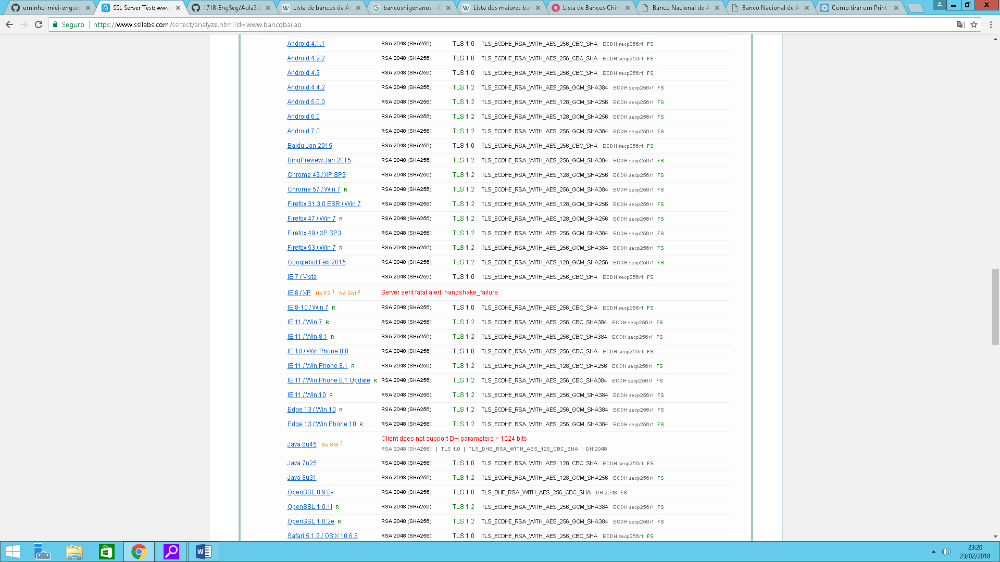 uminho-miei-engseg
SSL Server Test: www
1718-EngSeg/Aula3.2
Lista de bancos da Áf
bancosnigerianos - C
Lista dos maiores ba
Lista de Bancos Chin
Banco Nacional de A
Banco Nacional de A
Como tirar um Print
Seguro https://www.ssllabs.com/ssltest/analyze.html?d=www.bancobai.ao
Android 4.1.1 RSA 2048 (SHA256) TLS 1.0 TLS_ECDHE_RSA_WITH_AES_256_CBC_SHA ECDH secp256r1 FS
Android 4.2.2 RSA 2048 (SHA256) TLS 1.0 TLS_ECDHE_RSA_WITH_AES_256_CBC_SHA ECDH secp256r1 FS
Android 4.3 RSA 2048 (SHA256) TLS 1.0 TLS_ECDHE_RSA_WITH_AES_256_CBC_SHA ECDH secp256r1 FS
Android 4.4.2 RSA 2048 (SHA256) TLS 1.2 TLS_ECDHE_RSA_WITH_AES_256_GCM_SHA384 ECDH secp256r1 FS
Android 5.0.0 RSA 2048 (SHA256) TLS 1.2 TLS_ECDHE_RSA_WITH_AES_128_GCM_SHA256 ECDH secp256r1 FS
Android 6.0 RSA 2048 (SHA256) TLS 1.2 TLS_ECDHE_RSA_WITH_AES_128_GCM_SHA256 ECDH secp256r1 FS
Android 7.0 RSA 2048 (SHA256) TLS 1.2 TLS_ECDHE_RSA_WITH_AES_256_GCM_SHA384 ECDH secp256r1 FS
Baidu Jan 2015 RSA 2048 (SHA256) TLS 1.0 TLS_ECDHE_RSA_WITH_AES_256_CBC_SHA ECDH secp256r1 FS
BingPreview Jan 2015 RSA 2048 (SHA256) TLS 1.2 TLS_ECDHE_RSA_WITH_AES_256_GCM_SHA384 ECDH secp256r1 FS
Chrome 49 / XP SP3 RSA 2048 (SHA256) TLS 1.2 TLS_ECDHE_RSA_WITH_AES_128_GCM_SHA256 ECDH secp256r1 FS
Chrome 57 / Win 7 R RSA 2048 (SHA256) TLS 1.2 TLS_ECDHE_RSA_WITH_AES_256_GCM_SHA384 ECDH secp256r1 FS
Firefox 31.3.0 ESR / Win 7 RSA 2048 (SHA256) TLS 1.2 TLS_ECDHE_RSA_WITH_AES_128_GCM_SHA256 ECDH secp256r1 FS
Firefox 47 / Win 7 R RSA 2048 (SHA256) TLS 1.2 TLS_ECDHE_RSA_WITH_AES_128_GCM_SHA256 ECDH secp256r1 FS
Firefox 49 / XP SP3 RSA 2048 (SHA256) TLS 1.2 TLS_ECDHE_RSA_WITH_AES_256_GCM_SHA384 ECDH secp256r1 FS
Firefox 53 / Win 7 R RSA 2048 (SHA256) TLS 1.2 TLS_ECDHE_RSA_WITH_AES_256_GCM_SHA384 ECDH secp256r1 FS
Googlebot Feb 2015 RSA 2048 (SHA256) TLS 1.2 TLS_ECDHE_RSA_WITH_AES_128_GCM_SHA256 ECDH secp256r1 FS
IE 7 / Vista RSA 2048 (SHA256) TLS 1.0 TLS_ECDHE_RSA_WITH_AES_256_CBC_SHA ECDH secp256r1 FS
IE 8 / XP No FS 1 No SNI 2 Server sent fatal alert: handshake_failure
IE 8-10 / Win 7 R RSA 2048 (SHA256) TLS 1.0 TLS_ECDHE_RSA_WITH_AES_256_CBC_SHA ECDH secp256r1 FS
IE 11 / Win 7 R RSA 2048 (SHA256) TLS 1.2 TLS_ECDHE_RSA_WITH_AES_256_CBC_SHA384 ECDH secp256r1 FS
IE 11 / Win 8.1 R RSA 2048 (SHA256) TLS 1.2 TLS_ECDHE_RSA_WITH_AES_256_CBC_SHA384 ECDH secp256r1 FS
IE 10 / Win Phone 8.0 RSA 2048 (SHA256) TLS 1.0 TLS_ECDHE_RSA_WITH_AES_256_CBC_SHA ECDH secp256r1 FS
IE 11 / Win Phone 8.1 R RSA 2048 (SHA256) TLS 1.2 TLS_ECDHE_RSA_WITH_AES_128_CBC_SHA256 ECDH secp256r1 FS
IE 11 / Win Phone 8.1 Update R RSA 2048 (SHA256) TLS 1.2 TLS_ECDHE_RSA_WITH_AES_256_CBC_SHA384 ECDH secp256r1 FS
IE 11 / Win 10 R RSA 2048 (SHA256) TLS 1.2 TLS_ECDHE_RSA_WITH_AES_256_GCM_SHA384 ECDH secp256r1 FS
Edge 13 / Win 10 R RSA 2048 (SHA256) TLS 1.2 TLS_ECDHE_RSA_WITH_AES_256_GCM_SHA384 ECDH secp256r1 FS
Edge 13 / Win Phone 10 R RSA 2048 (SHA256) TLS 1.2 TLS_ECDHE_RSA_WITH_AES_256_GCM_SHA384 ECDH secp256r1 FS
Java 6u45 No SNI 2 Client does not support DH parameters > 1024 bits
RSA 2048 (SHA256) | TLS 1.0 | TLS_DHE_RSA_WITH_AES_128_CBC_SHA | DH 2048
Java 7u25 RSA 2048 (SHA256) TLS 1.0 TLS_ECDHE_RSA_WITH_AES_128_CBC_SHA ECDH secp256r1 FS
Java 8u31 RSA 2048 (SHA256) TLS 1.2 TLS_ECDHE_RSA_WITH_AES_128_GCM_SHA256 ECDH secp256r1 FS
OpenSSL 0.9.8y RSA 2048 (SHA256) TLS 1.0 TLS_DHE_RSA_WITH_AES_256_CBC_SHA DH 2048 FS
OpenSSL 1.0.1l R RSA 2048 (SHA256) TLS 1.2 TLS_ECDHE_RSA_WITH_AES_256_GCM_SHA384 ECDH secp256r1 FS
OpenSSL 1.0.2e R RSA 2048 (SHA256) TLS 1.2 TLS_ECDHE_RSA_WITH_AES_256_GCM_SHA384 ECDH secp256r1 FS
Safari 5.1.9 / OS X 10.6.8 RSA 2048 (SHA256) TLS 1.0 TLS_ECDHE_RSA_WITH_AES_256_CBC_SHA ECDH secp256r1 FS
23:20
23/02/2018